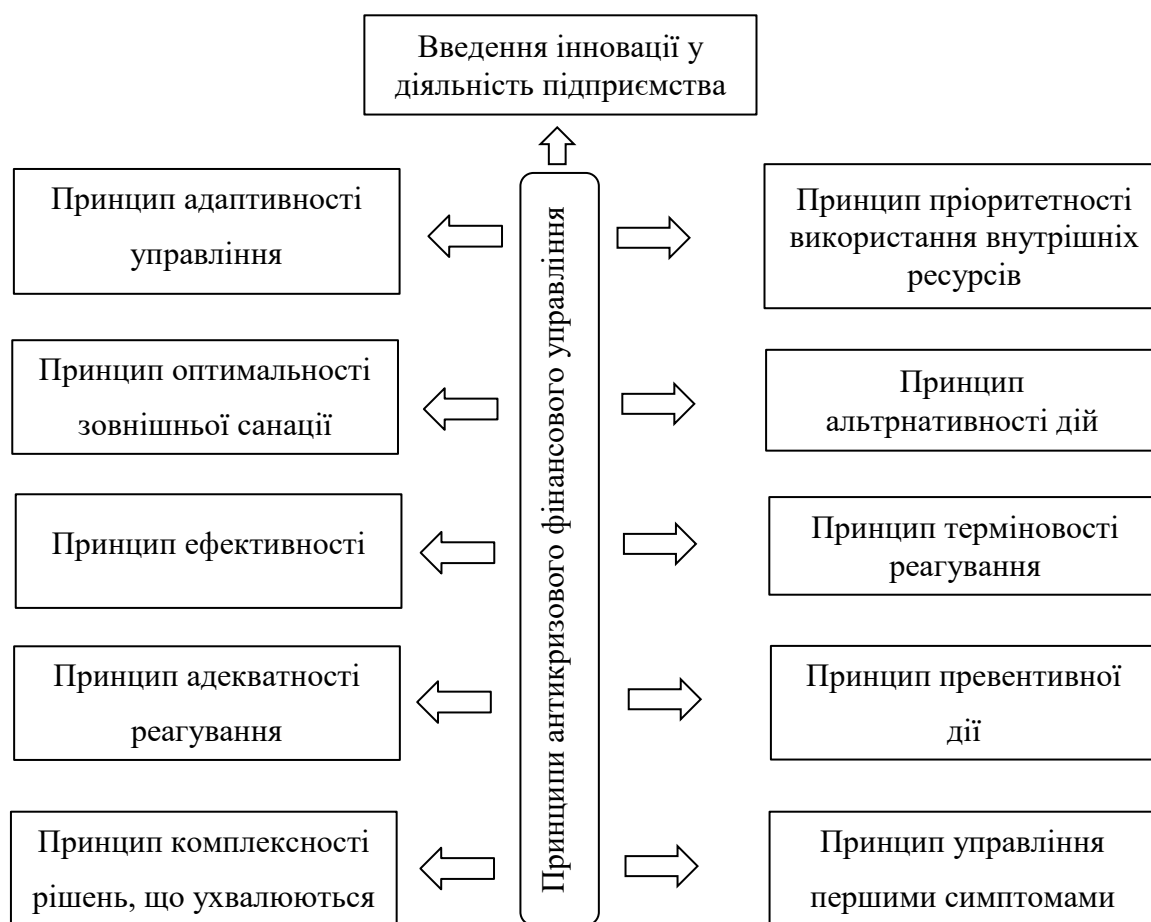 Введення інновації у
діяльність підприємства
Принцип адаптивності
управління
Принцип пріоритетності
використання внутрішніх
ресурсів
Принцип оптимальності
зовнішньої санації
Принцип
альтрнативності дій
Принцип ефективності
Принцип терміновості
реагування
Принцип адекватності
реагування
Принцип превентивної
дії
Принцип комплексності
рішень, що ухвалюються
Принцип управління
першими симптомами
Принципи антикризового фінансового управління